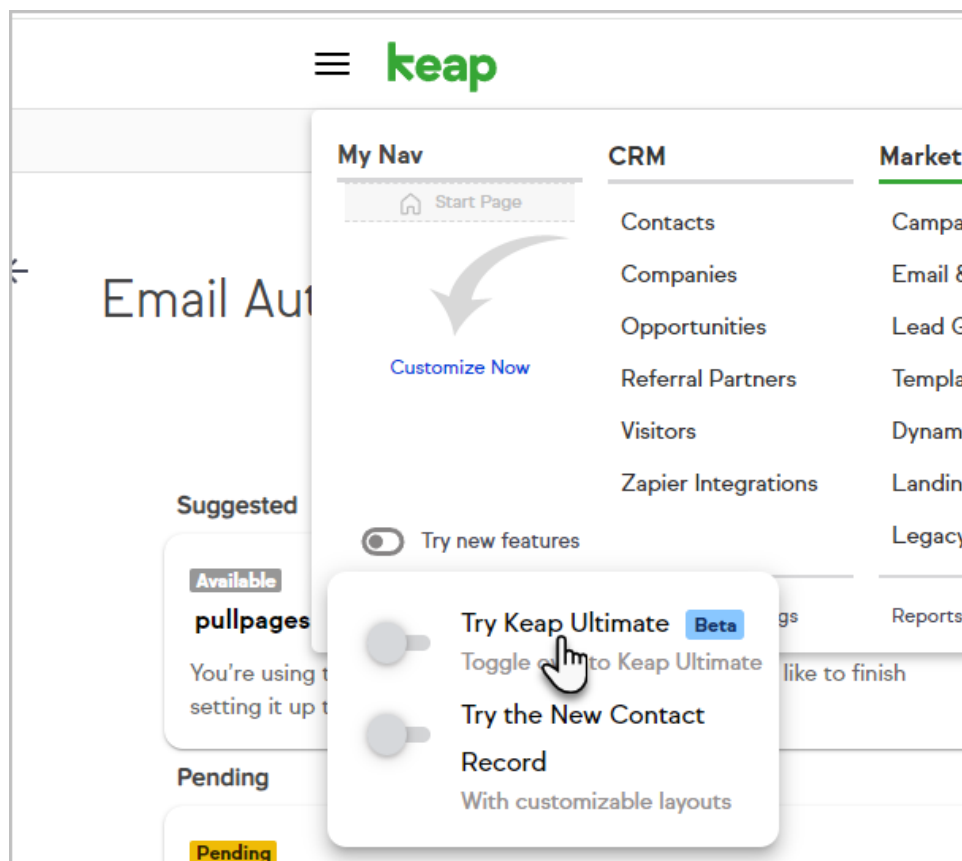 keap
My Nav
Start Page
Customize Now
Try new features
CRM
Contacts
Companies
Opportunities
Referral Partners
Visitors
Zapier Integrations
gs
Market
Campa
Email &
Lead G
Templa
Dynam
Landin
Legacy
Reports
Email Aut
Suggested
Available
pullpages
You're using t
like to finish
setting it up t
Try Keap Ultimate Beta
Toggle to Keap Ultimate
Try the New Contact
Record
With customizable layouts
Pending
Pending